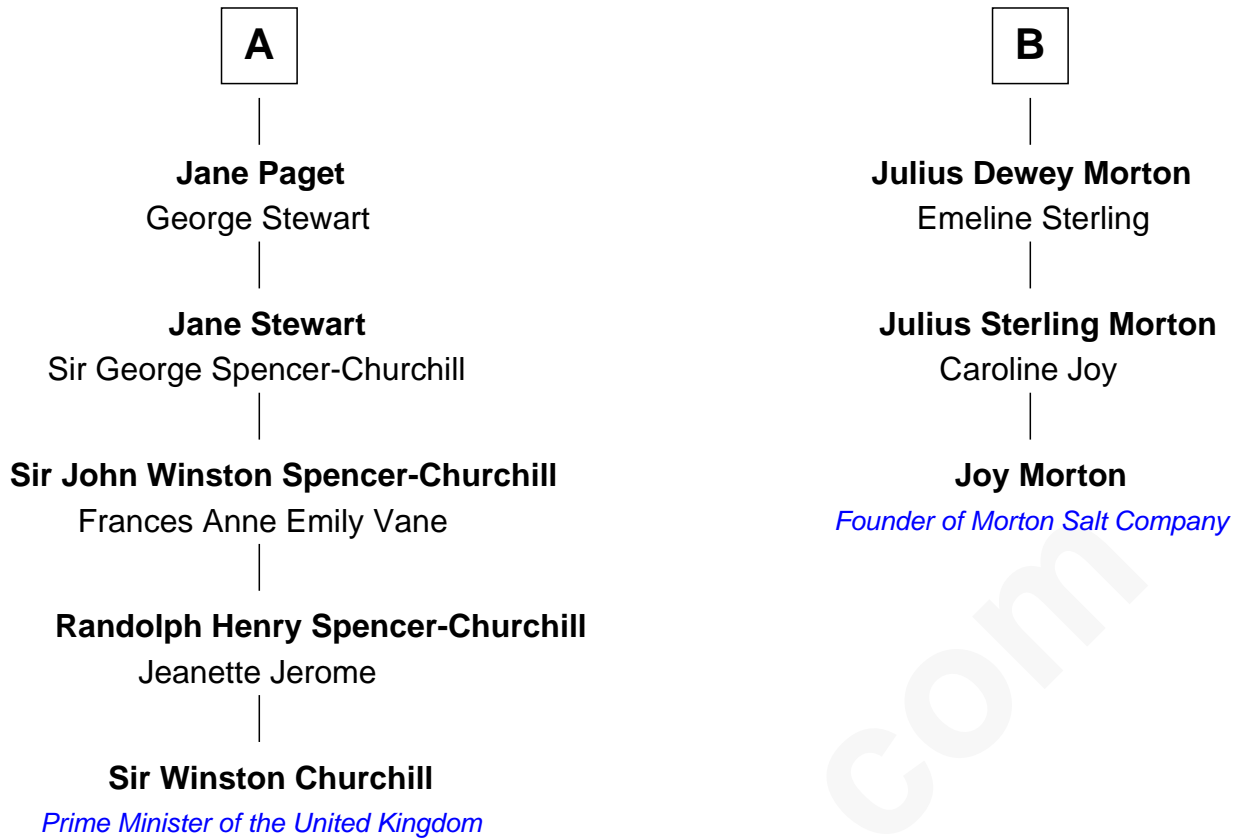 A
Jane Paget
George Stewart
Jane Stewart
Sir George Spencer-Churchill
Sir John Winston Spencer-Churchill
Frances Anne Emily Vane
Randolph Henry Spencer-Churchill
Jeanette Jerome
Sir Winston Churchill
Prime Minister of the United Kingdom
B
Julius Dewey Morton
Emeline Sterling
Julius Sterling Morton
Caroline Joy
Joy Morton
Founder of Morton Salt Company
com